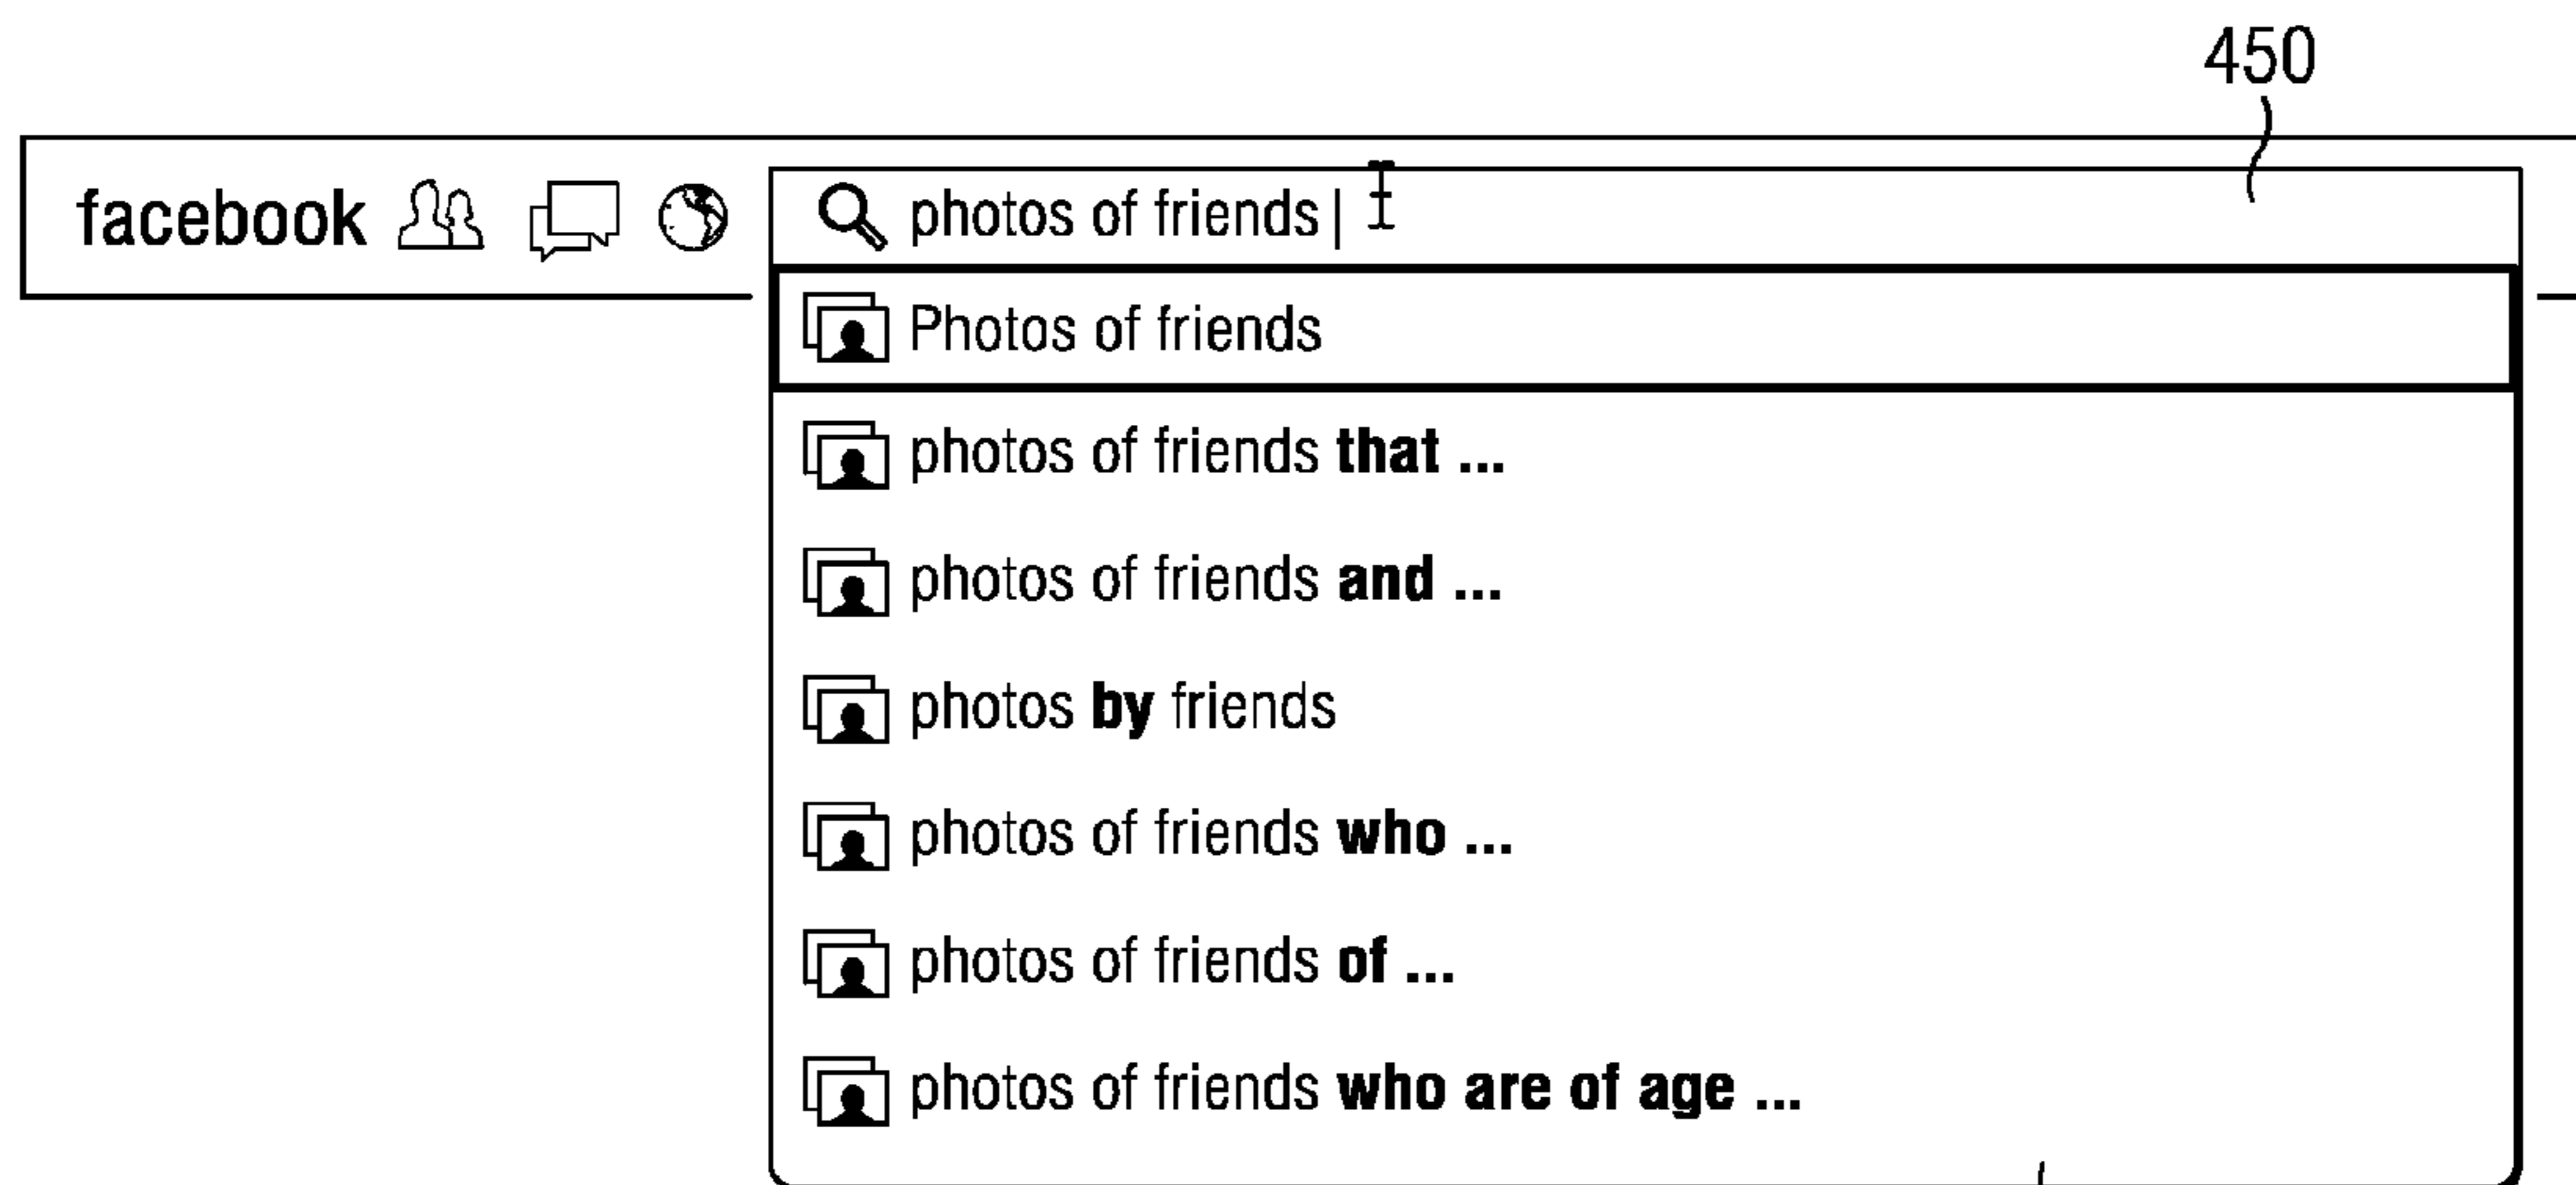 450
facebook photos of friends
Photos of friends
photos of friends that ...
photos of friends and ...
photos by friends
photos of friends who ...
photos of friends of ...
photos of friends who are of age ...